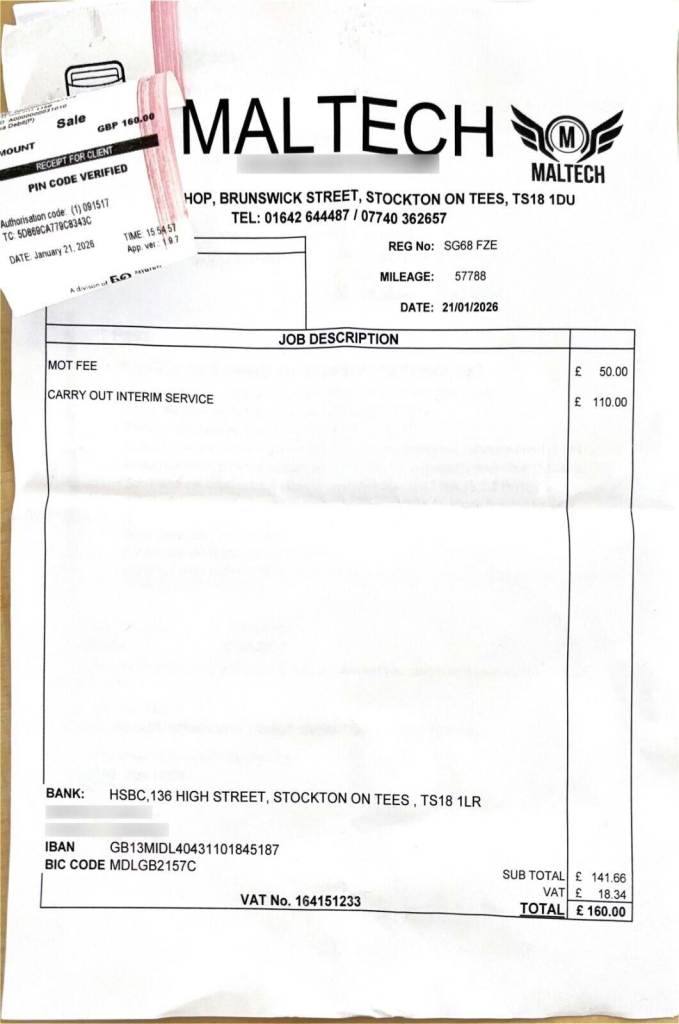 Sale
GBP 160.00
MOUNT
RECEIPT FOR CLIENT
PIN CODE VERIFIED
Authorisation code: (1) 091517
TC: 5D869CA779C8343C
DATE: January 21, 2026
TIME: 15:54:57
App. ver.: 1.9.7
A division of
MALTECH
M
MALTECH
HOP, BRUNSWICK STREET, STOCKTON ON TEES, TS18 1DU
TEL: 01642 644487 / 07740 362657
REG No: SG68 FZE
MILEAGE: 57788
DATE: 21/01/2026
JOB DESCRIPTION
MOT FEE £ 50.00
CARRY OUT INTERIM SERVICE £ 110.00
BANK: HSBC,136 HIGH STREET, STOCKTON ON TEES , TS18 1LR
IBAN GB13MIDL40431101845187
BIC CODE MDLGB2157C
SUB TOTAL £ 141.66
VAT £ 18.34
VAT No. 164151233
TOTAL £ 160.00